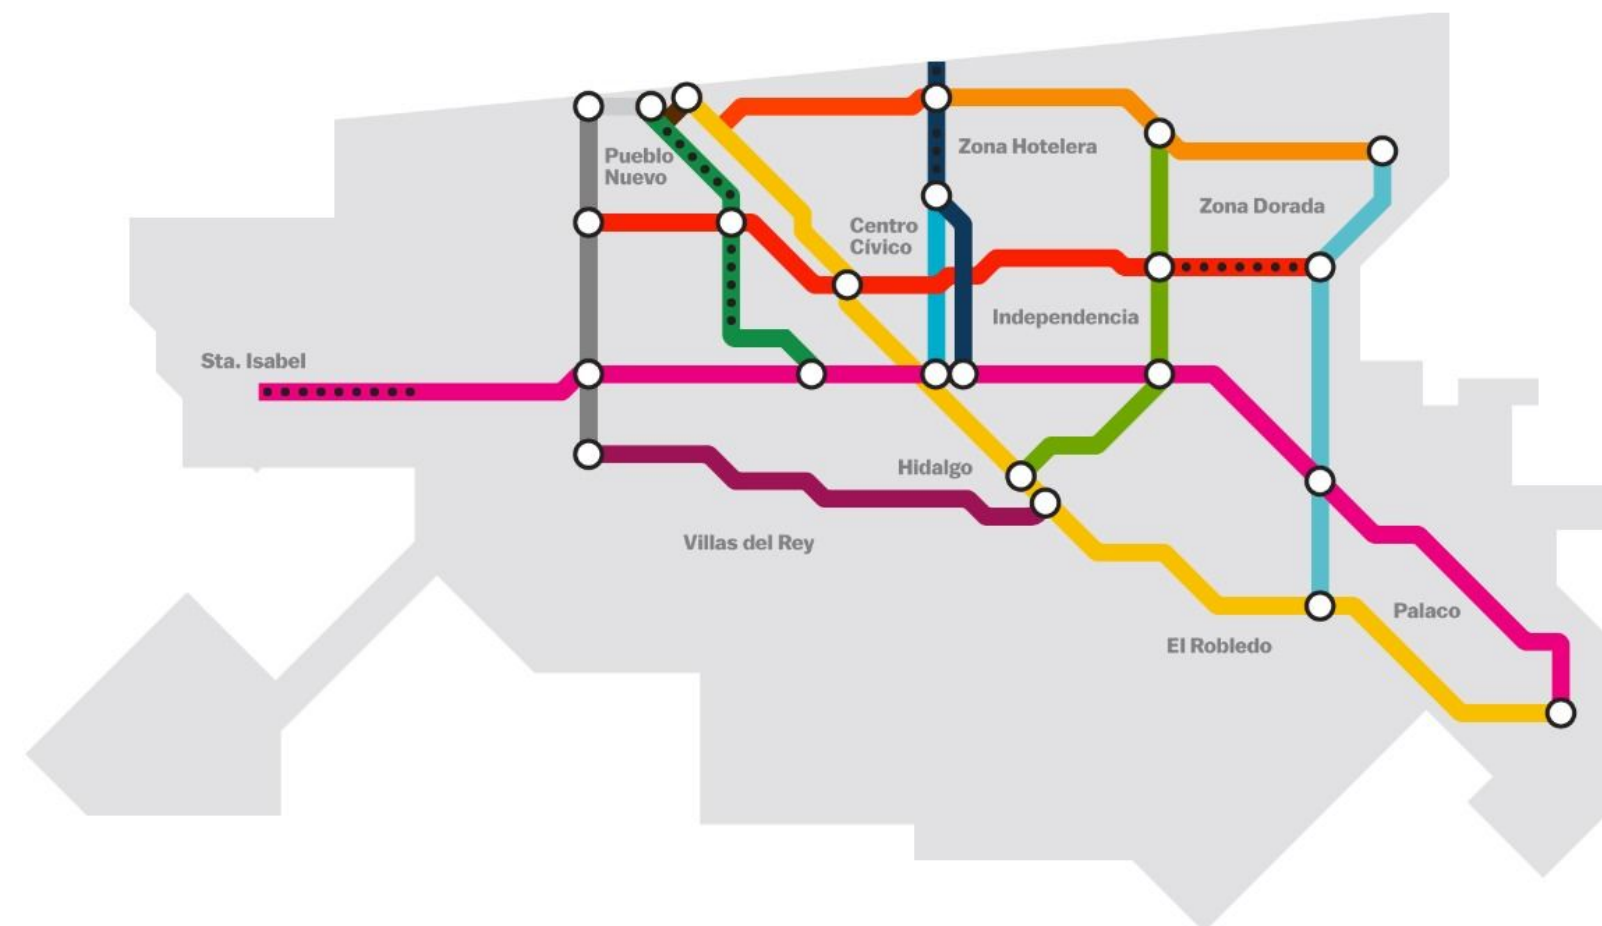 Pueblo
Nuevo
Zona Hotelera
Zona Dorada
Centro
Cívico
Independencia
Sta. Isabel
Hidalgo
Villas del Rey
Palaco
El Robledo